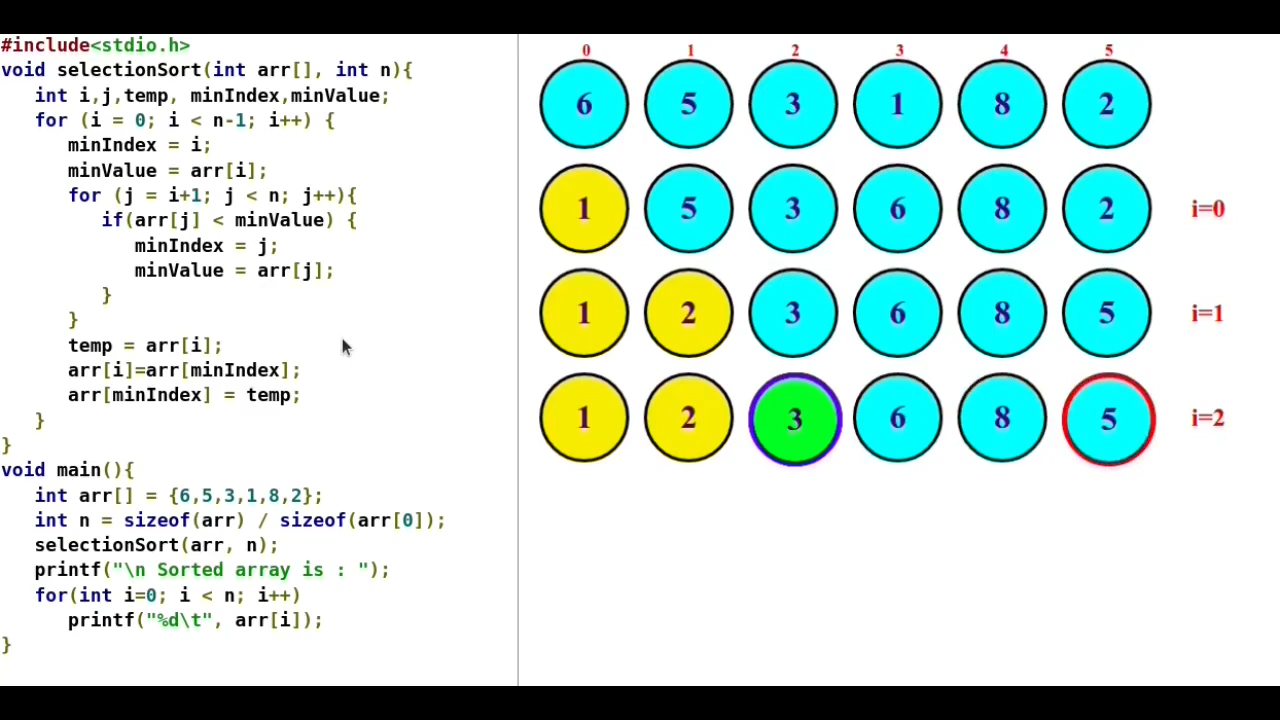 #include<stdio.h>
void selectionSort(int arr[], int n){
   int i,j,temp, minIndex,minValue;
   for (i = 0; i < n-1; i++) {
      minIndex = i;
      minValue = arr[i];
      for (j = i+1; j < n; j++){
         if(arr[j] < minValue) {
            minIndex = j;
            minValue = arr[j];
         }
      }
      temp = arr[i];
      arr[i]=arr[minIndex];
      arr[minIndex] = temp;
   }
}
void main(){
   int arr[] = {6,5,3,1,8,2};
   int n = sizeof(arr) / sizeof(arr[0]);
   selectionSort(arr, n);
   printf("\n Sorted array is : ");
   for(int i=0; i < n; i++)
      printf("%d\t", arr[i]);
}
0 1 2 3 4 5
6 5 3 1 8 2
1 5 3 6 8 2 i=0
1 2 3 6 8 5 i=1
1 2 3 6 8 5 i=2